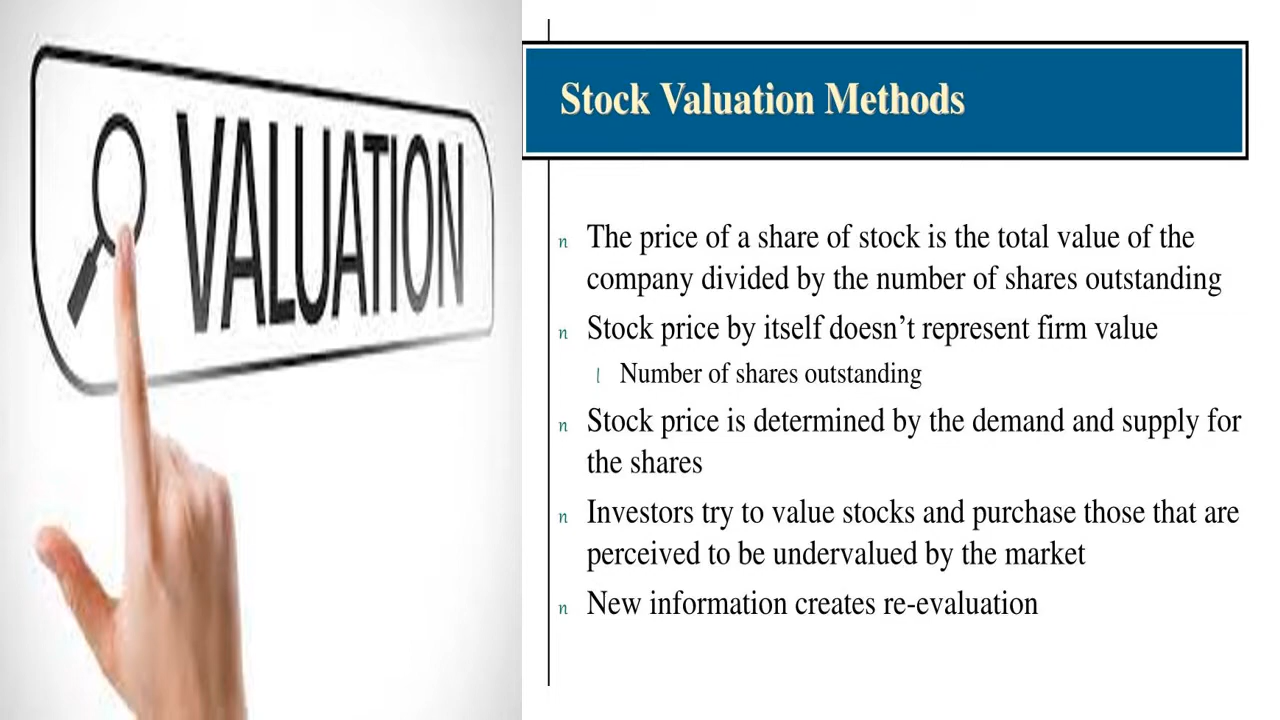 VALUATION
Stock Valuation Methods
n The price of a share of stock is the total value of the
company divided by the number of shares outstanding
n Stock price by itself doesn’t represent firm value
l Number of shares outstanding
n Stock price is determined by the demand and supply for
the shares
n Investors try to value stocks and purchase those that are
perceived to be undervalued by the market
n New information creates re-evaluation